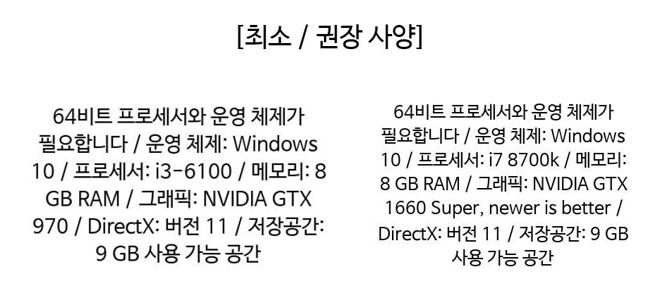 [최소 / 권장 사양]
64비트 프로세서와 운영 체제가
필요합니다 / 운영 체제: Windows
10 / 프로세서: i3-6100 / 메모리: 8
GB RAM / 그래픽: NVIDIA GTX
970 / DirectX: 버전 11 / 저장공간:
9 GB 사용 가능 공간
64비트 프로세서와 운영 체제가
필요합니다 / 운영 체제: Windows
10 / 프로세서: i7 8700k / 메모리:
8 GB RAM / 그래픽: NVIDIA GTX
1660 Super, newer is better /
DirectX: 버전 11 / 저장공간: 9 GB
사용 가능 공간